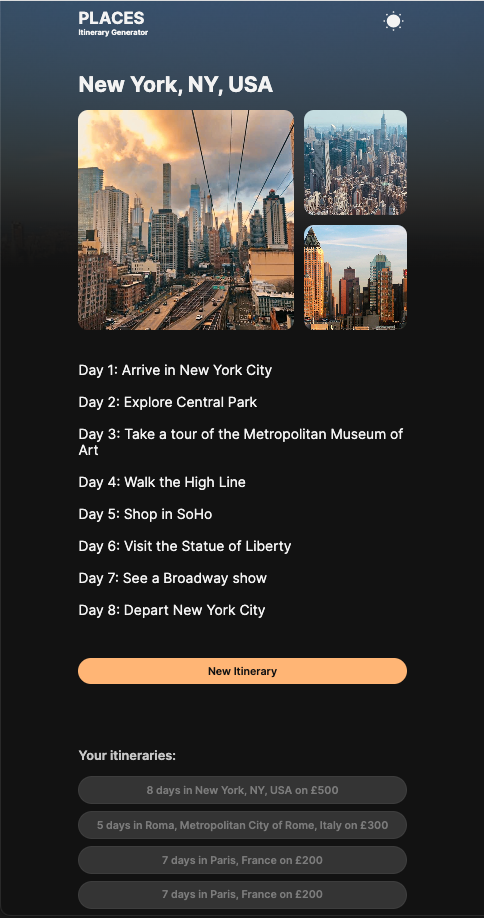 PLACES
Itinerary Generator
New York, NY, USA
Day 1: Arrive in New York City
Day 2: Explore Central Park
Day 3: Take a tour of the Metropolitan Museum of
Art
Day 4: Walk the High Line
Day 5: Shop in SoHo
Day 6: Visit the Statue of Liberty
Day 7: See a Broadway show
Day 8: Depart New York City
New Itinerary
Your itineraries:
8 days in New York, NY, USA on £500
5 days in Roma, Metropolitan City of Rome, Italy on £300
7 days in Paris, France on £200
7 days in Paris, France on £200